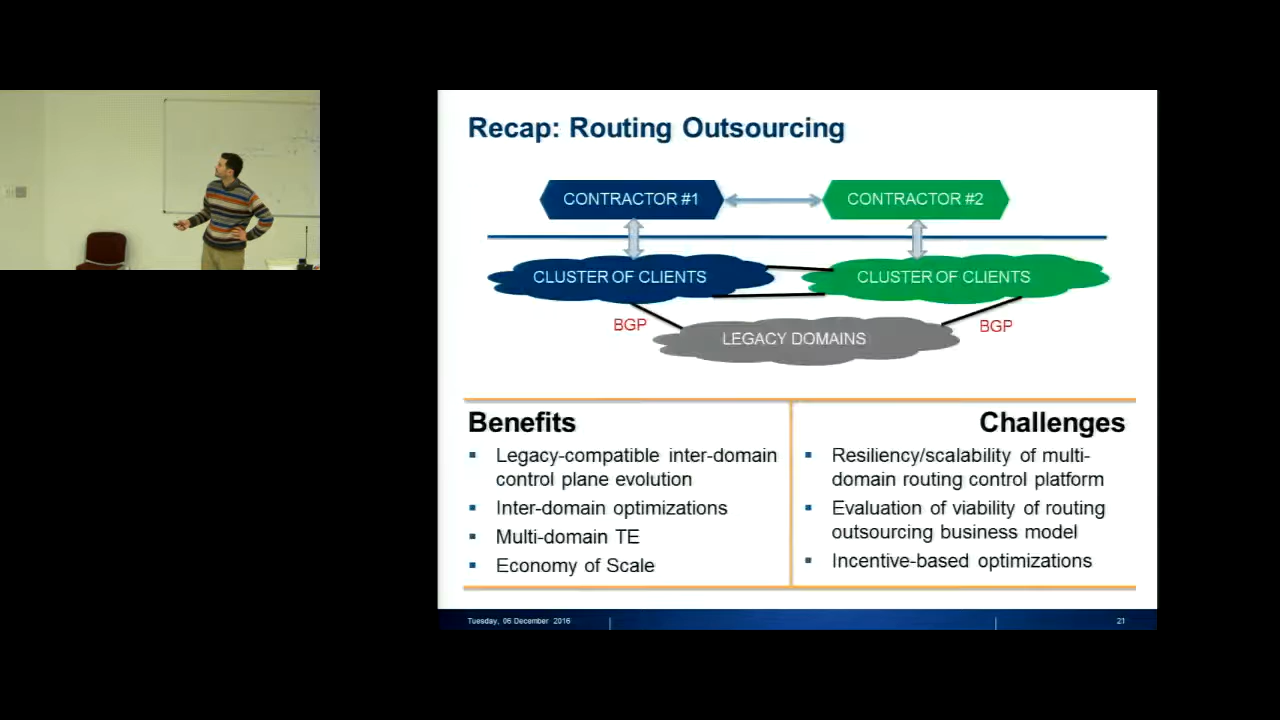 Recap: Routing Outsourcing
CONTRACTOR #1
CONTRACTOR #2
CLUSTER OF CLIENTS
CLUSTER OF CLIENTS
BGP
LEGACY DOMAINS
BGP
Benefits
▪ Legacy-compatible inter-domain
control plane evolution
▪ Inter-domain optimizations
▪ Multi-domain TE
▪ Economy of Scale
Challenges
▪ Resiliency/scalability of multi-
domain routing control platform
▪ Evaluation of viability of routing
outsourcing business model
▪ Incentive-based optimizations
Tuesday, 06 December 2016
21